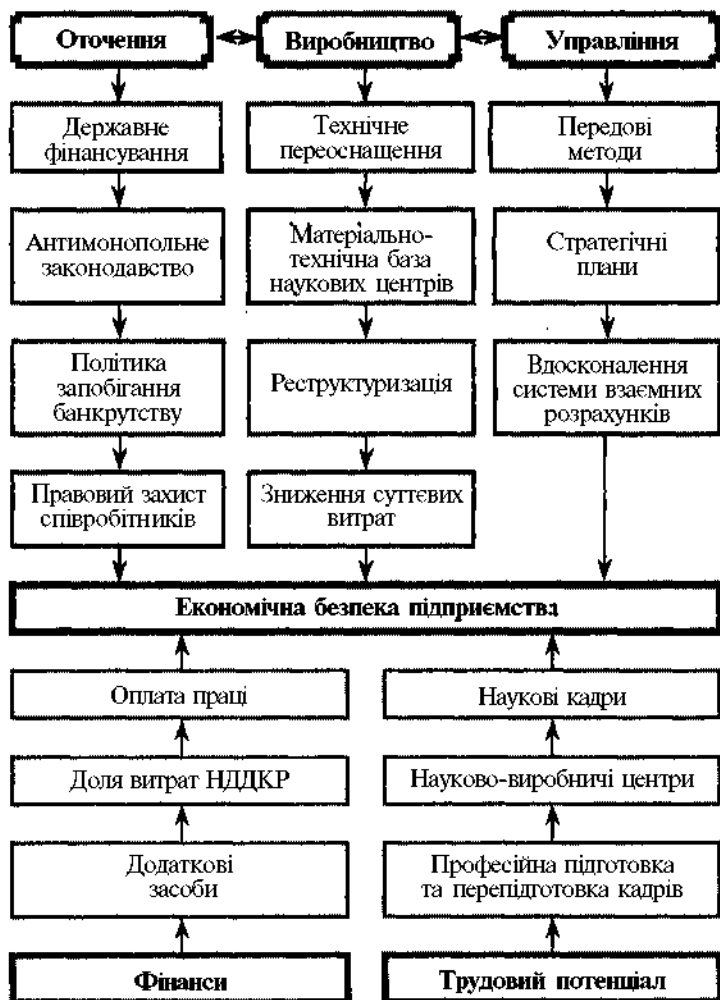 Оточення
Виробництво
Управління
Державне
фінансування
Технічне
переоснащення
Передові
методи
Антимонопольне
законодавство
Матеріально-
технічна база
наукових центрів
Стратегічні
плани
Політика
запобігання
банкрутству
Реструктуризація
Вдосконалення
системи взаємних
розрахунків
Правовий захист
співробітників
Зниження суттєвих
витрат
Економічна безпека підприємства
Оплата праці
Наукові кадри
Доля витрат НДДКР
Науково-виробничі центри
Додаткові
засоби
Професійна підготовка
та перепідготовка кадрів
Фінанси
Трудовий потенціал